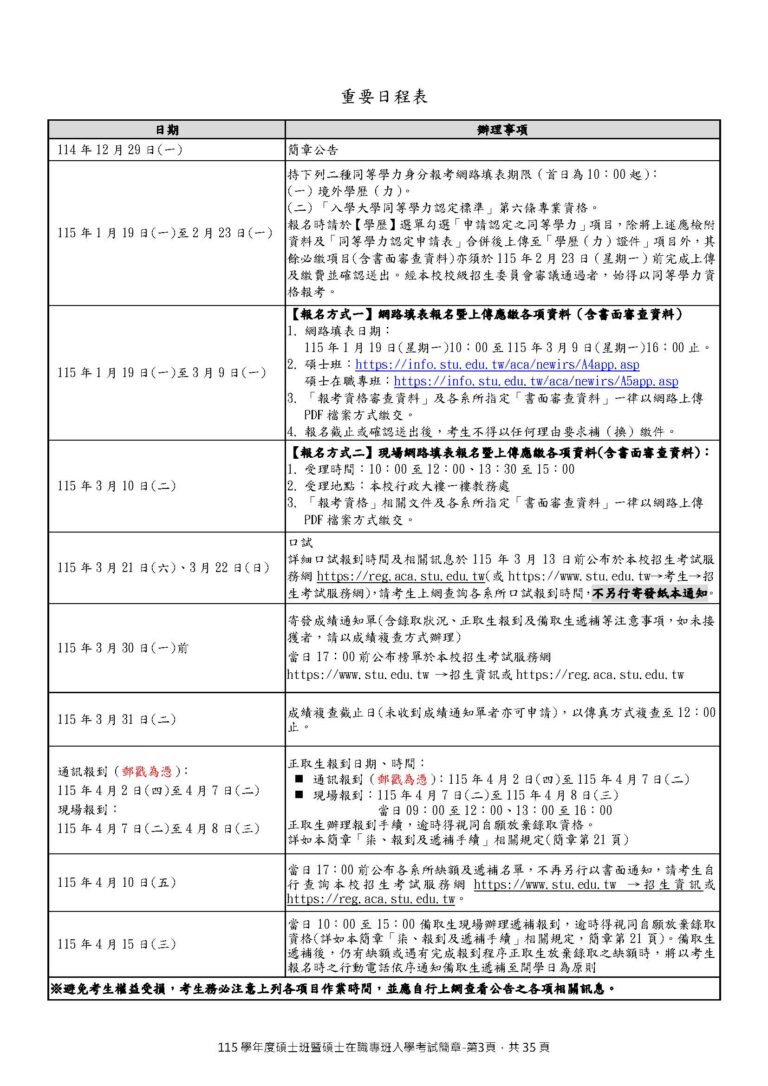 重要日程表
日期 辦理事項
114 年 12 月 29 日(一) 簡章公告
115 年 1 月 19 日(一)至 2 月 23 日(一)
持下列二種同等學力身分報考網路填表期限（首日為 10：00 起）：
(一) 境外學歷（力）。
(二)「入學大學同等學力認定標準」第六條專業資格。
報名時請於【學歷】選單勾選「申請認定之同等學力」項目，除將上述應檢附
資料及「同等學力認定申請表」合併後上傳至「學歷（力）證件」項目外，其
餘必繳項目(含書面審查資料)亦須於 115 年 2 月 23 日（星期一）前完成上傳
及繳費並確認送出。經本校校級招生委員會審議通過者，始得以同等學力資
格報考。
115 年 1 月 19 日(一)至 3 月 9 日(一)
【報名方式一】網路填表報名暨上傳應繳各項資料（含書面審查資料）
1. 網路填表日期：
115 年 1 月 19 日(星期一)10：00 至 115 年 3 月 9 日(星期一)16：00 止。
2. 碩士班：https://info.stu.edu.tw/aca/newirs/A4app.asp
碩士在職專班：https://info.stu.edu.tw/aca/newirs/A5app.asp
3. 「報考資格審查資料」及各系所指定「書面審查資料」一律以網路上傳
PDF 檔案方式繳交。
4. 報名截止或確認送出後，考生不得以任何理由要求補（換）繳件。
115 年 3 月 10 日(二)
【報名方式二】現場網路填表報名暨上傳應繳各項資料(含書面審查資料)：
1. 受理時間：10：00 至 12：00、13：30 至 15：00
2. 受理地點：本校行政大樓一樓教務處
3. 「報考資格」相關文件及各系所指定「書面審查資料」一律以網路上傳
PDF 檔案方式繳交。
115 年 3 月 21 日(六)、3 月 22 日(日)
口試
詳細口試報到時間及相關訊息於 115 年 3 月 13 日前公布於本校招生考試服
務網 https://reg.aca.stu.edu.tw(或 https://www.stu.edu.tw→考生→招
生考試服務網)，請考生上網查詢各系所口試報到時間，不另行寄發紙本通知。
115 年 3 月 30 日(一)前
寄發成績通知單(含錄取狀況、正取生報到及備取生遞補等注意事項，如未接
獲者，請以成績複查方式辦理)
當日 17：00 前公布榜單於本校招生考試服務網
https://www.stu.edu.tw →招生資訊或 https://reg.aca.stu.edu.tw
115 年 3 月 31 日(二)
成績複查截止日(未收到成績通知單者亦可申請)，以傳真方式複查至 12：00
止。
通訊報到（郵戳為憑）：
115 年 4 月 2 日(四)至 4 月 7 日(二)
現場報到：
115 年 4 月 7 日(二)至 4 月 8 日(三)
正取生報到日期、時間：
■ 通訊報到（郵戳為憑）：115 年 4 月 2 日(四)至 115 年 4 月 7 日(二)
■ 現場報到：115 年 4 月 7 日(二)至 115 年 4 月 8 日(三)
當日 09：00 至 12：00、13：00 至 16：00
正取生辦理報到手續，逾時得視同自願放棄錄取資格。
詳如本簡章「柒、報到及遞補手續」相關規定(簡章第 21 頁)
115 年 4 月 10 日(五)
當日 17：00 前公布各系所缺額及遞補名單，不再另行以書面通知，請考生自
行查詢本校招生考試服務網 https://www.stu.edu.tw →招生資訊或
https://reg.aca.stu.edu.tw。
115 年 4 月 15 日(三)
當日 10：00 至 15：00 備取生現場辦理遞補報到，逾時得視同自願放棄錄取
資格(詳如本簡章「柒、報到及遞補手續」相關規定，簡章第 21 頁)。備取生
遞補後，仍有缺額或遇有完成報到程序正取生放棄錄取之缺額時，將以考生
報名時之行動電話依序通知備取生遞補至開學日為原則
※避免考生權益受損，考生務必注意上列各項目作業時間，並應自行上網查看公告之各項相關訊息。
115 學年度碩士班暨碩士在職專班入學考試簡章-第3頁，共 35 頁